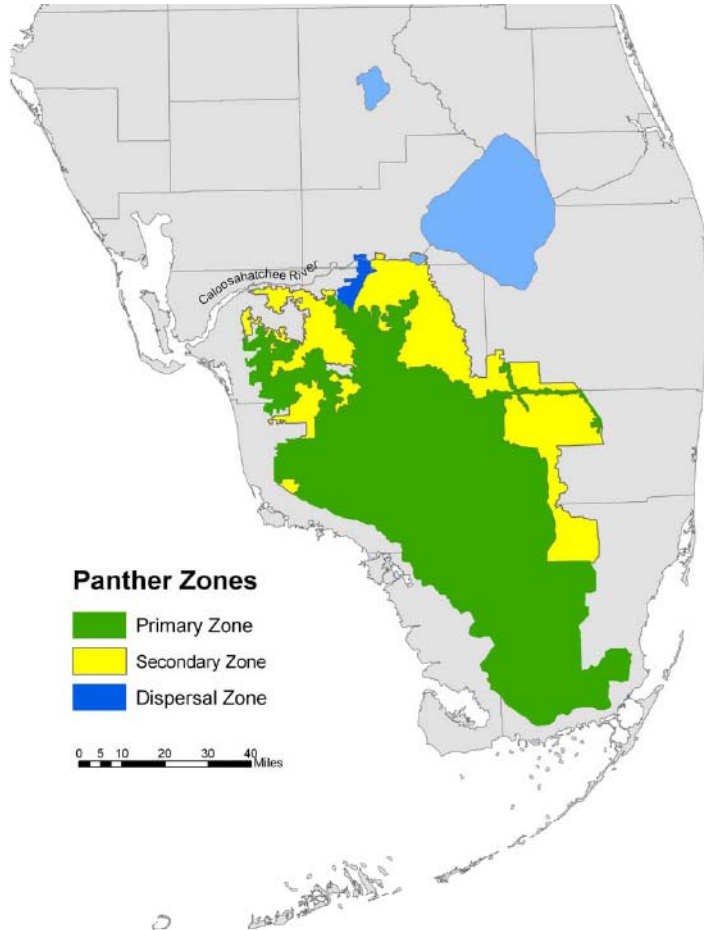 Caloosahatchee River
Panther Zones
Primary Zone
Secondary Zone
Dispersal Zone
0 5 10 20 30 40
Miles